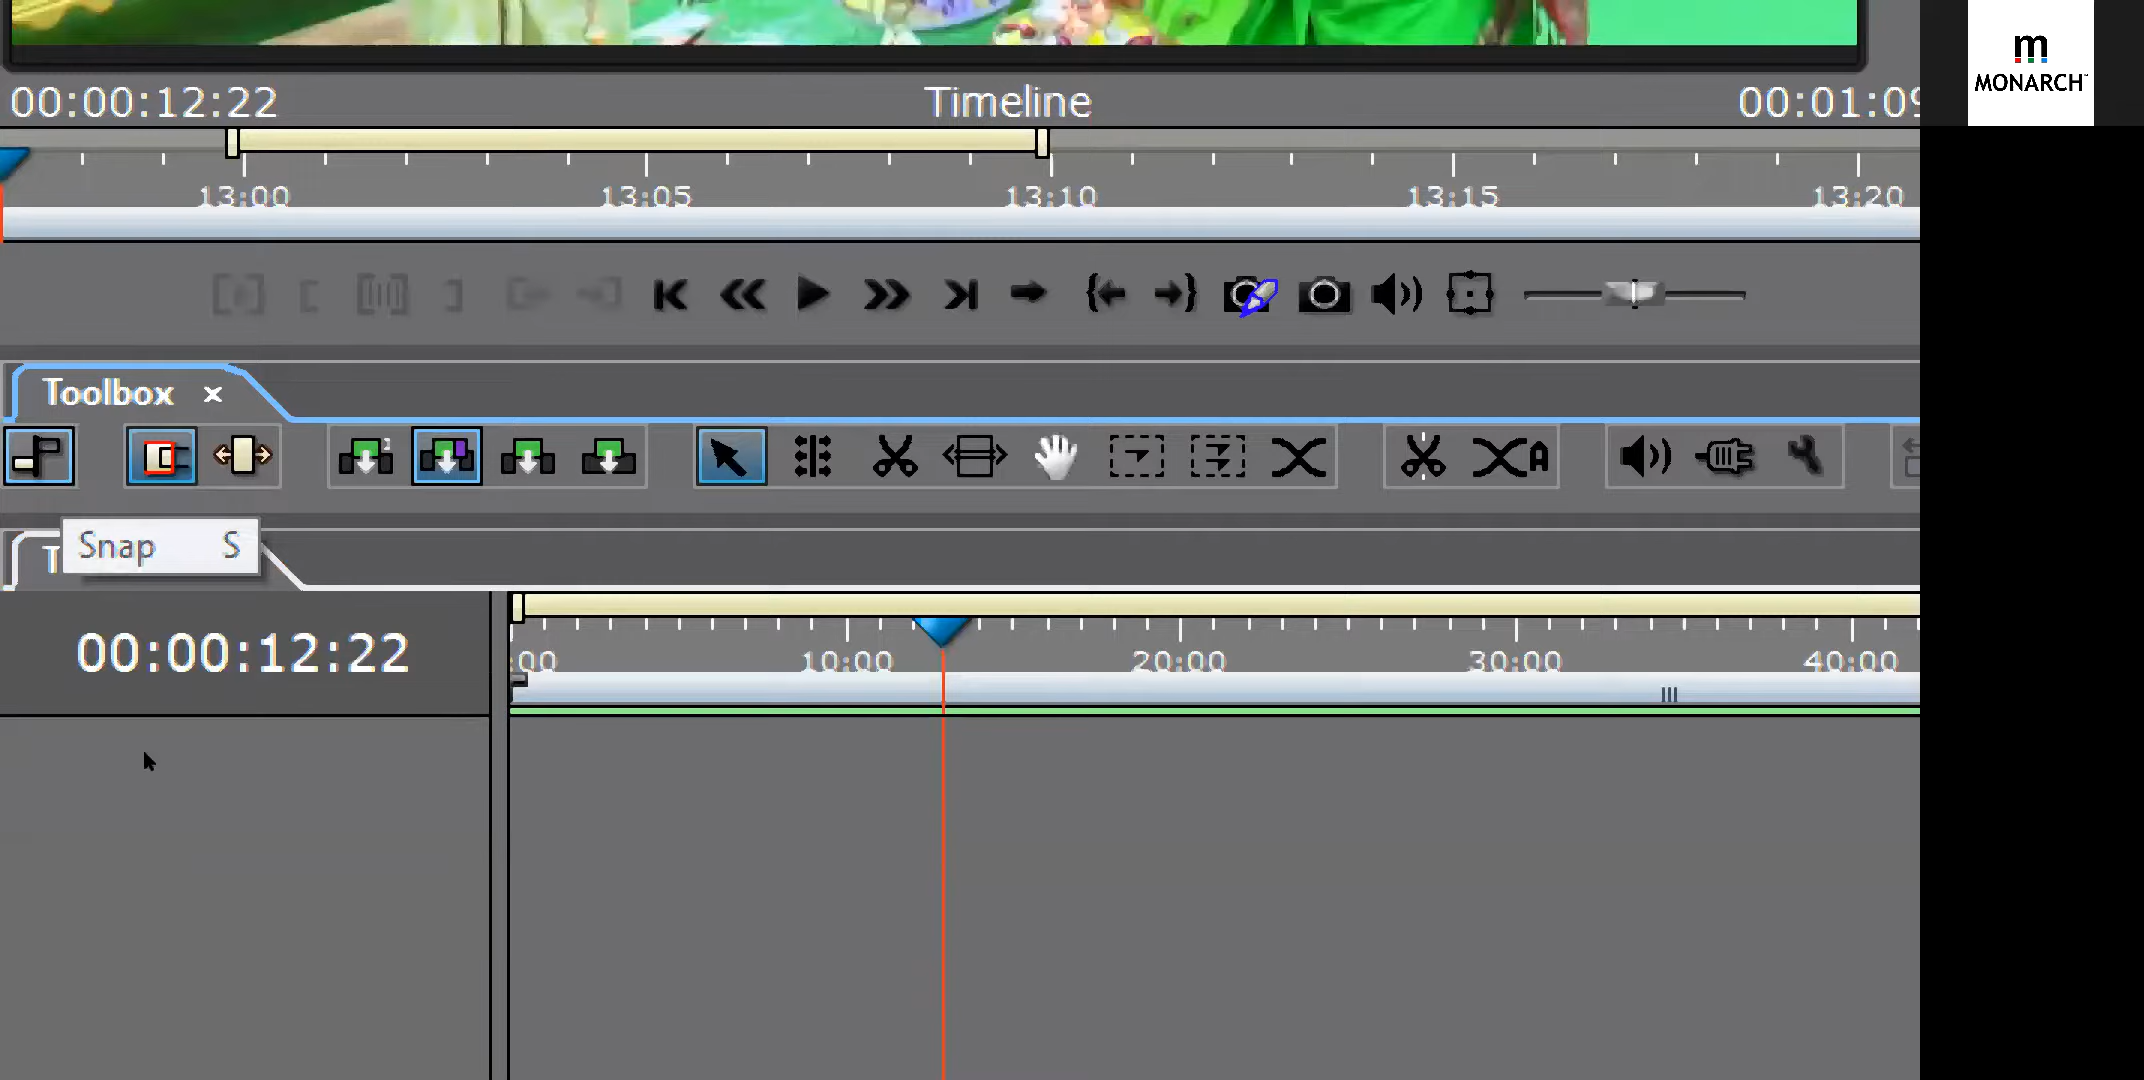 m
MONARCH
00:00:12:22 Timeline 00:01:09
13:00 13:05 13:10 13:15 13:20
Toolbox x
A
Snap S
T
00:00:12:22
:00 10:00 20:00 30:00 40:00